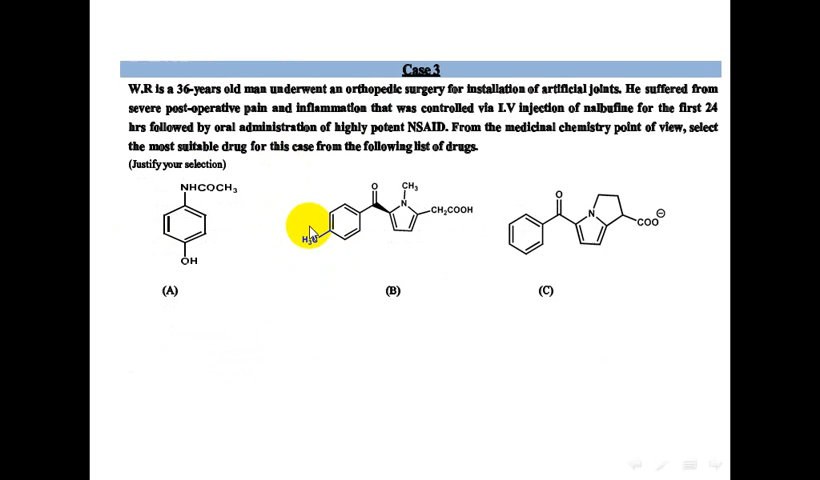 Case 3
W.R is a 36-years old man underwent an orthopedic surgery for installation of artificial joints. He suffered from
severe post-operative pain and inflammation that was controlled via I.V injection of nalbufine for the first 24
hrs followed by oral administration of highly potent NSAID. From the medicinal chemistry point of view, select
the most suitable drug for this case from the following list of drugs.
(Justify your selection)
NHCOCH3
OH
(A)
O
CH3
N
CH2COOH
(B)
O
N
COO⊖
(C)